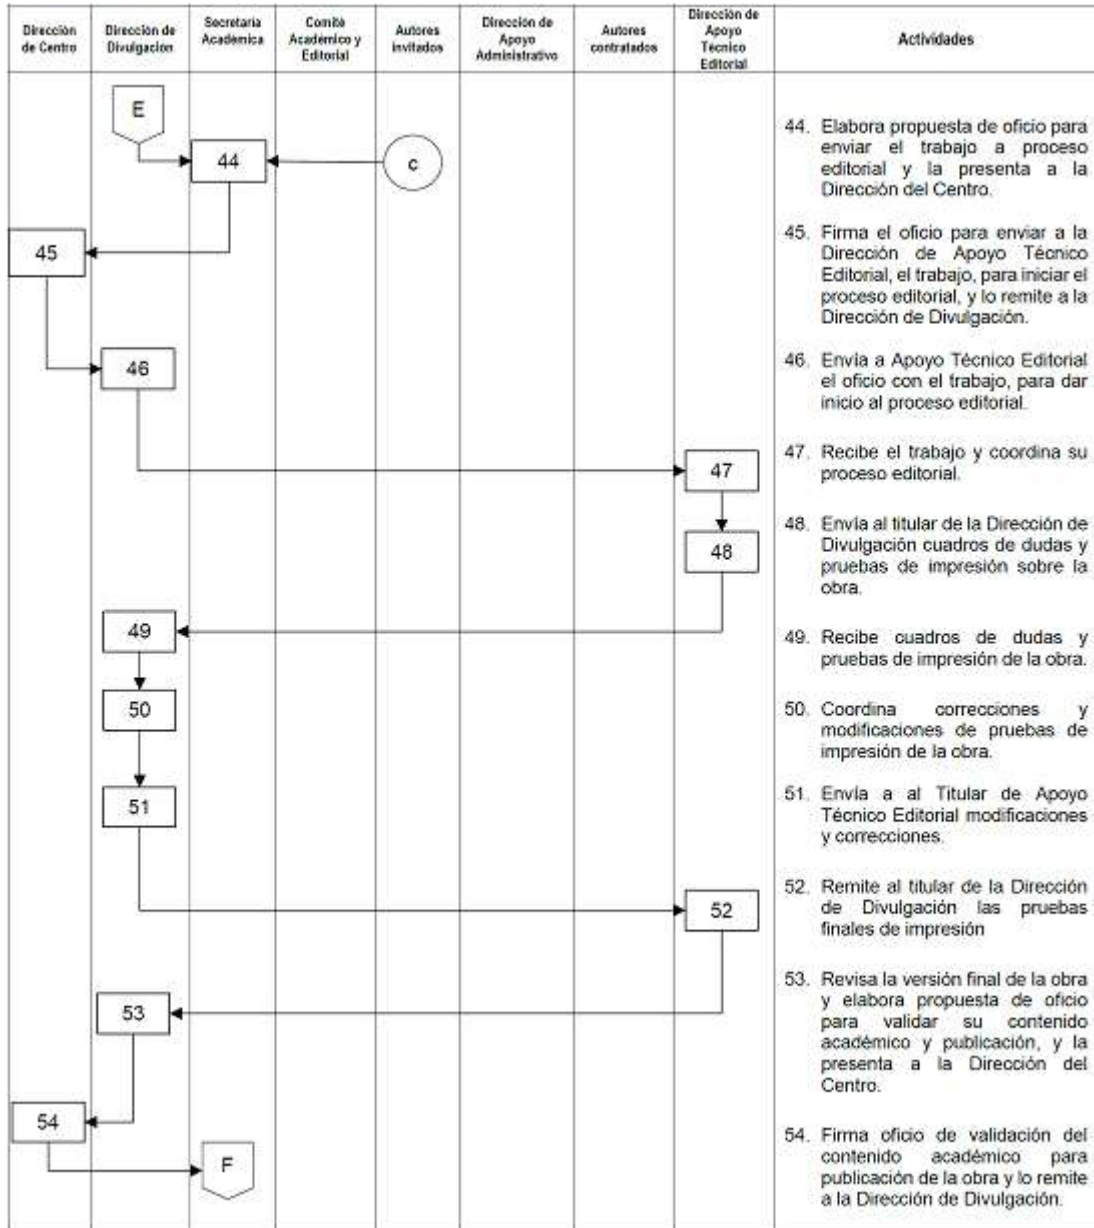 Dirección
de Centro
Dirección de
Divulgación
Secretaría
Académica
Comité
Académico y
Editorial
Autores
invitados
Dirección de
Apoyo
Administrativo
Autores
contratados
Dirección de
Apoyo
Técnico
Editorial
Actividades
E
44
c
45
46
47
48
49
50
51
52
53
54
F
44. Elabora propuesta de oficio para
enviar el trabajo a proceso
editorial y la presenta a la
Dirección del Centro.
45. Firma el oficio para enviar a la
Dirección de Apoyo Técnico
Editorial, el trabajo, para iniciar el
proceso editorial, y lo remite a la
Dirección de Divulgación.
46. Envía a Apoyo Técnico Editorial
el oficio con el trabajo, para dar
inicio al proceso editorial.
47. Recibe el trabajo y coordina su
proceso editorial.
48. Envía al titular de la Dirección de
Divulgación cuadros de dudas y
pruebas de impresión sobre la
obra.
49. Recibe cuadros de dudas y
pruebas de impresión de la obra.
50. Coordina correcciones y
modificaciones de pruebas de
impresión de la obra.
51. Envía a al Titular de Apoyo
Técnico Editorial modificaciones
y correcciones.
52. Remite al titular de la Dirección
de Divulgación las pruebas
finales de impresión
53. Revisa la versión final de la obra
y elabora propuesta de oficio
para validar su contenido
académico y publicación, y la
presenta a la Dirección del
Centro.
54. Firma oficio de validación del
contenido académico para
publicación de la obra y lo remite
a la Dirección de Divulgación.